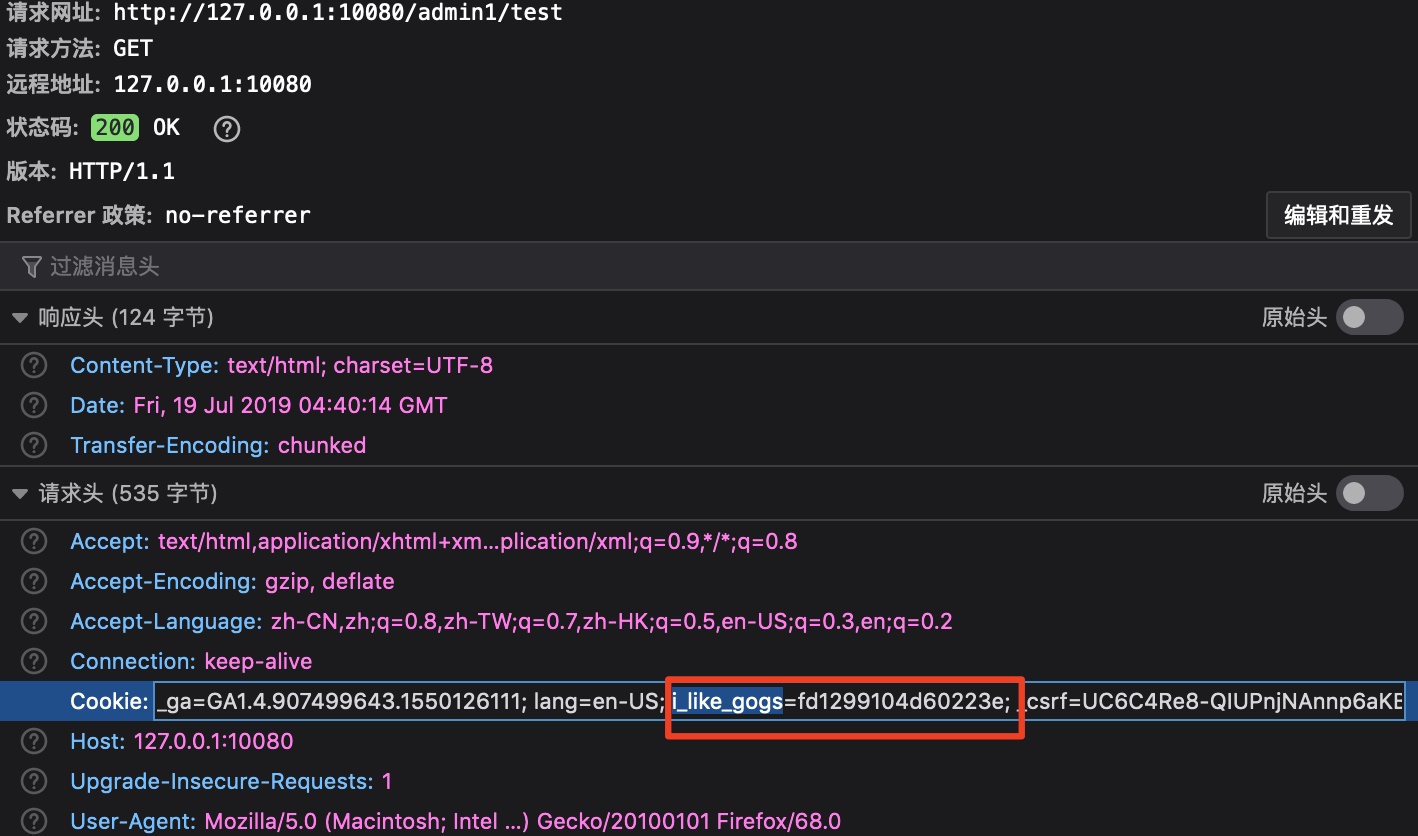 请求网址: http://127.0.0.1:10080/admin1/test
请求方法: GET
远程地址: 127.0.0.1:10080
状态码: 200 OK ?
版本: HTTP/1.1
Referrer 政策: no-referrer 编辑和重发
过滤消息头
响应头 (124 字节) 原始头
? Content-Type: text/html; charset=UTF-8
? Date: Fri, 19 Jul 2019 04:40:14 GMT
? Transfer-Encoding: chunked
请求头 (535 字节) 原始头
? Accept: text/html,application/xhtml+xm...plication/xml;q=0.9,*/*;q=0.8
? Accept-Encoding: gzip, deflate
? Accept-Language: zh-CN,zh;q=0.8,zh-TW;q=0.7,zh-HK;q=0.5,en-US;q=0.3,en;q=0.2
? Connection: keep-alive
Cookie: _ga=GA1.4.907499643.1550126111; lang=en-US; i_like_gogs=fd1299104d60223e; _csrf=UC6C4Re8-QIUPnjNAnnp6aKE
? Host: 127.0.0.1:10080
? Upgrade-Insecure-Requests: 1
? User-Agent: Mozilla/5.0 (Macintosh; Intel ...) Gecko/20100101 Firefox/68.0